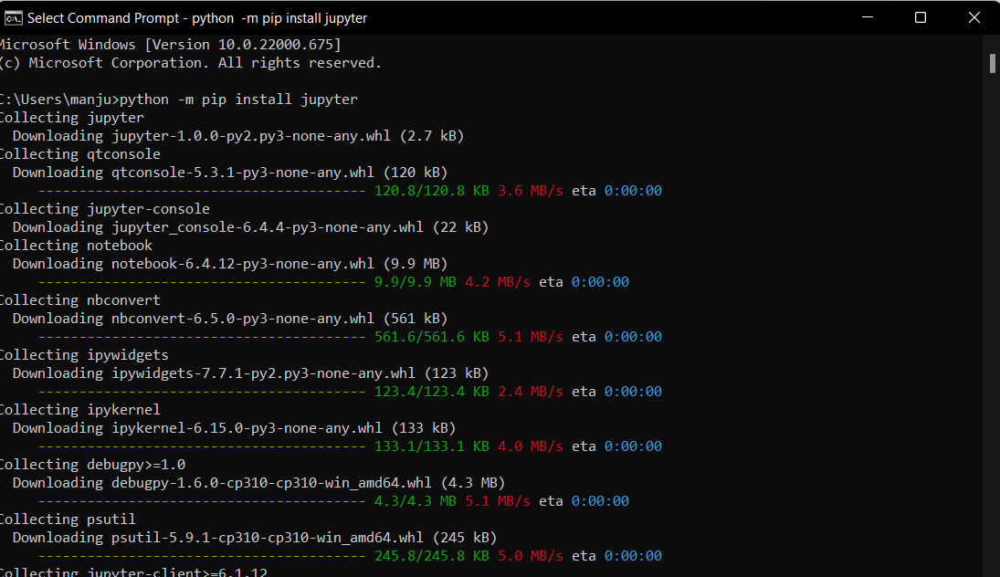 Select Command Prompt - python  -m pip install jupyter
Microsoft Windows [Version 10.0.22000.675]
(c) Microsoft Corporation. All rights reserved.
C:\Users\manju>python -m pip install jupyter
Collecting jupyter
Downloading jupyter-1.0.0-py2.py3-none-any.whl (2.7 kB)
Collecting qtconsole
Downloading qtconsole-5.3.1-py3-none-any.whl (120 kB)
---------------------------------------- 120.8/120.8 KB 3.6 MB/s eta 0:00:00
Collecting jupyter-console
Downloading jupyter_console-6.4.4-py3-none-any.whl (22 kB)
Collecting notebook
Downloading notebook-6.4.12-py3-none-any.whl (9.9 MB)
---------------------------------------- 9.9/9.9 MB 4.2 MB/s eta 0:00:00
Collecting nbconvert
Downloading nbconvert-6.5.0-py3-none-any.whl (561 kB)
---------------------------------------- 561.6/561.6 KB 5.1 MB/s eta 0:00:00
Collecting ipywidgets
Downloading ipywidgets-7.7.1-py2.py3-none-any.whl (123 kB)
---------------------------------------- 123.4/123.4 KB 2.4 MB/s eta 0:00:00
Collecting ipykernel
Downloading ipykernel-6.15.0-py3-none-any.whl (133 kB)
---------------------------------------- 133.1/133.1 KB 4.0 MB/s eta 0:00:00
Collecting debugpy>=1.0
Downloading debugpy-1.6.0-cp310-cp310-win_amd64.whl (4.3 MB)
---------------------------------------- 4.3/4.3 MB 5.1 MB/s eta 0:00:00
Collecting psutil
Downloading psutil-5.9.1-cp310-cp310-win_amd64.whl (245 kB)
---------------------------------------- 245.8/245.8 KB 5.0 MB/s eta 0:00:00
Collecting jupyter-client>=6.1.12